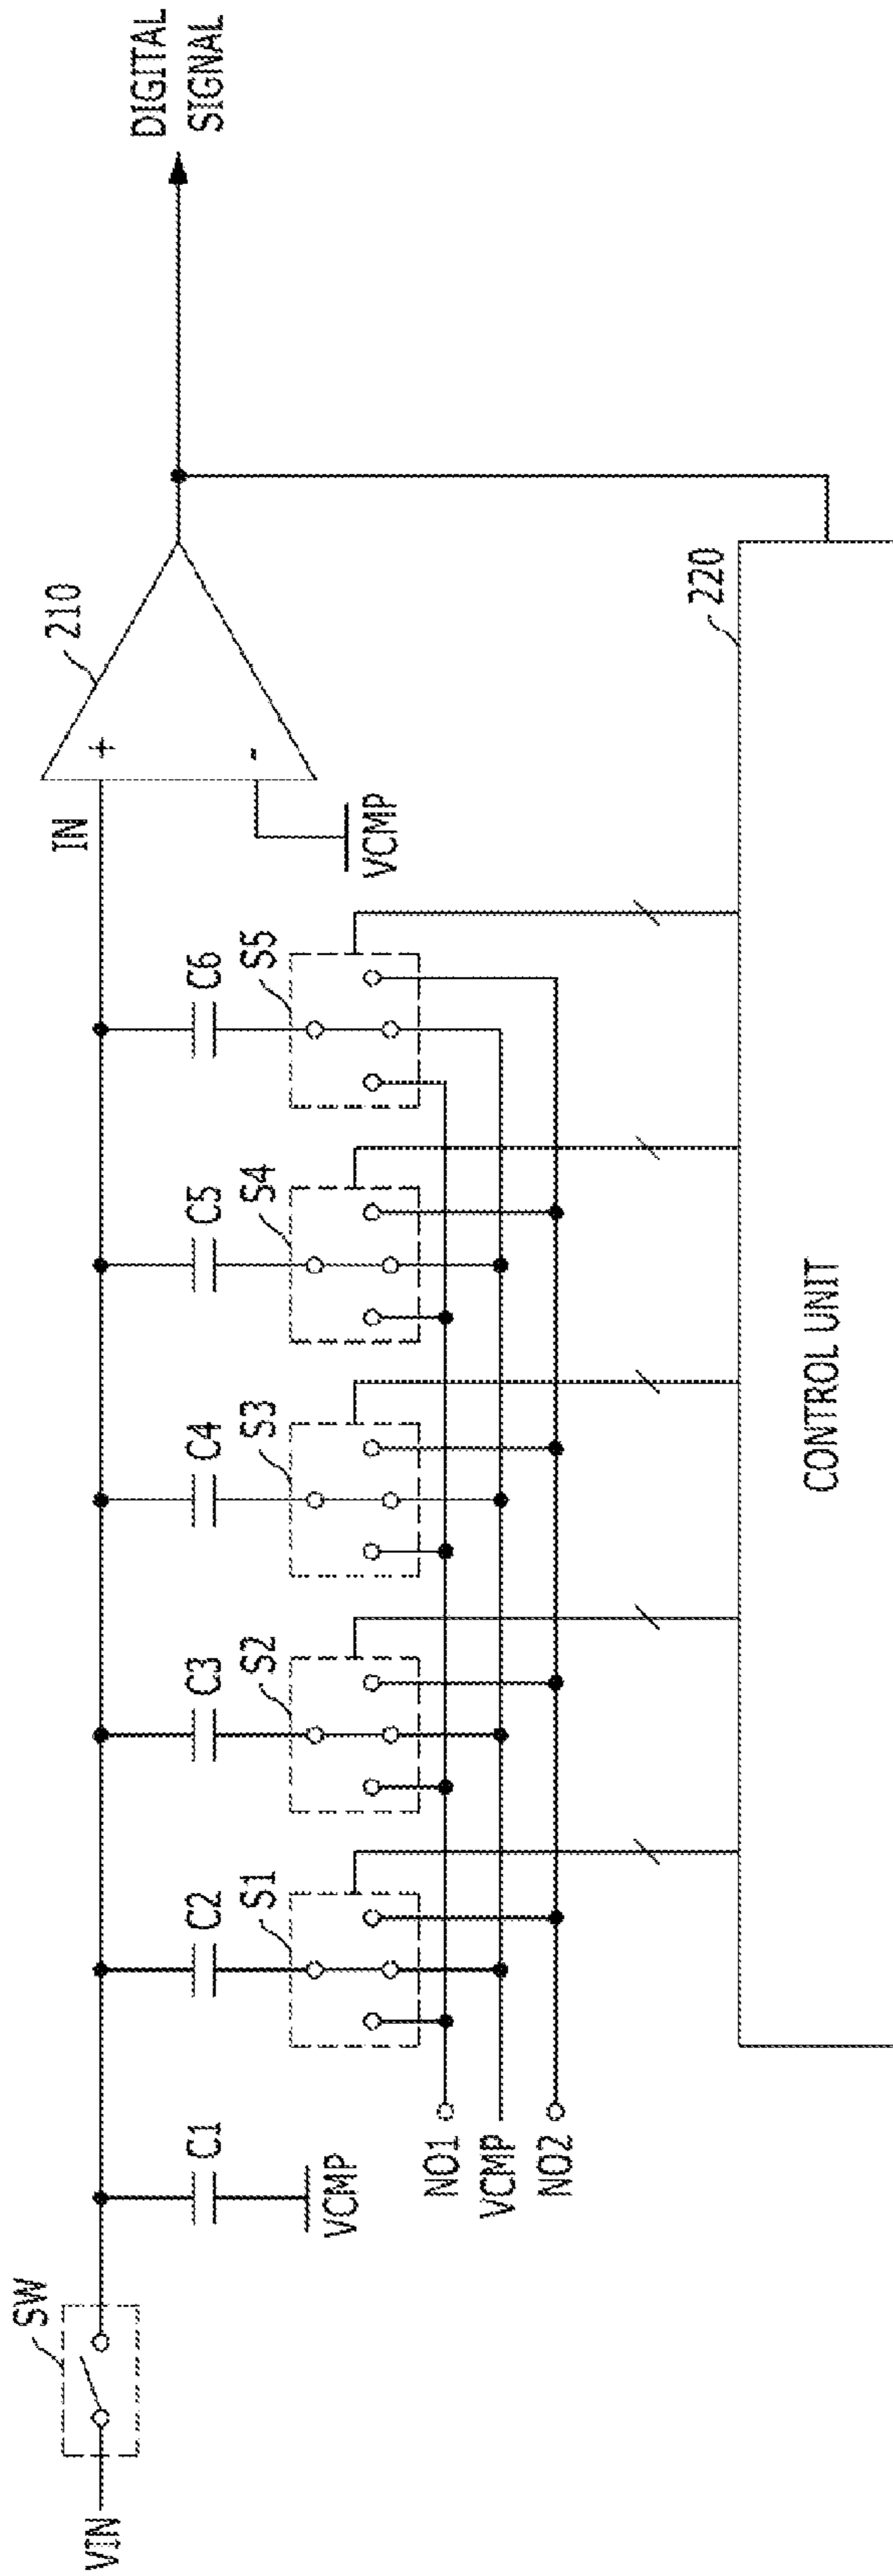 VIN
SW
C1
VCMP
C2
S1
C3
S2
C4
S3
C5
S4
C6
S5
IN
+
-
210
VCMP
DIGITAL
SIGNAL
NO1
VCMP
NO2
220
CONTROL UNIT